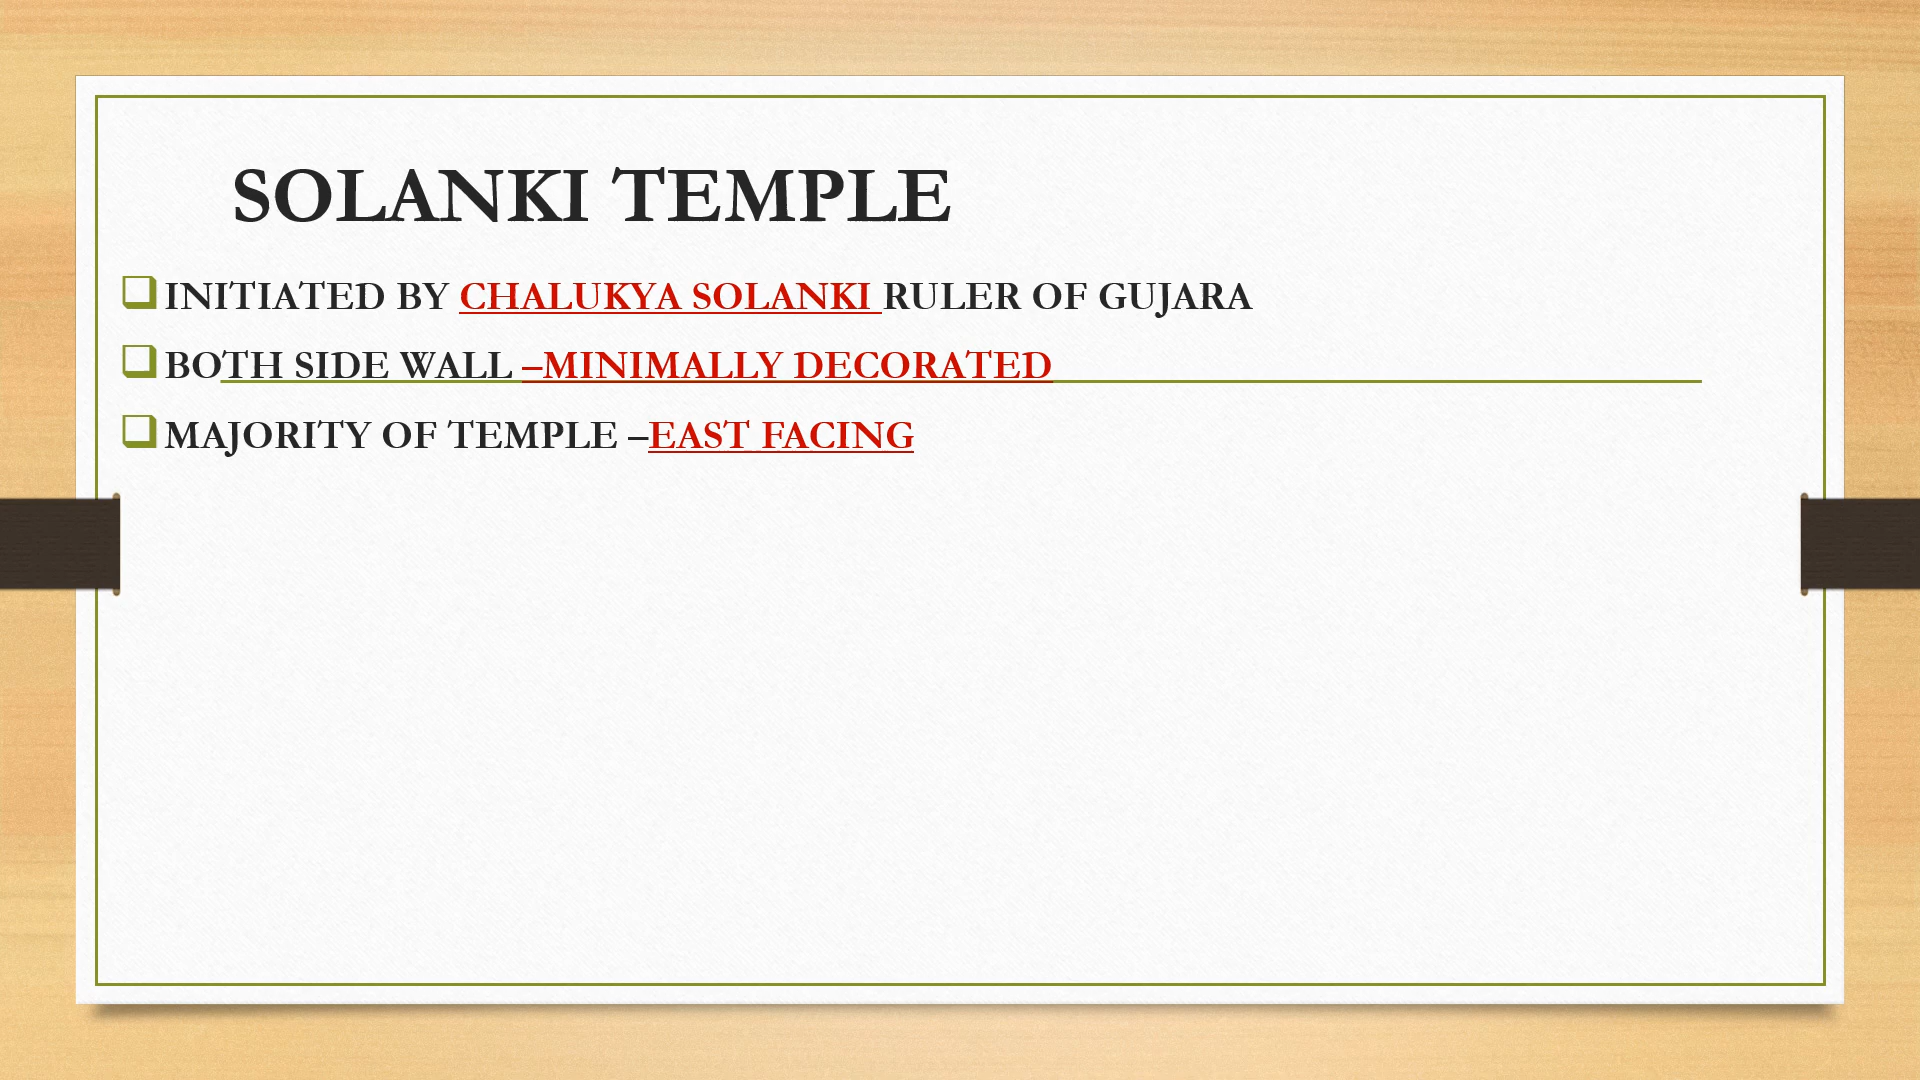 SOLANKI TEMPLE
INITIATED BY CHALUKYA SOLANKI RULER OF GUJARA
BOTH SIDE WALL –MINIMALLY DECORATED
MAJORITY OF TEMPLE –EAST FACING